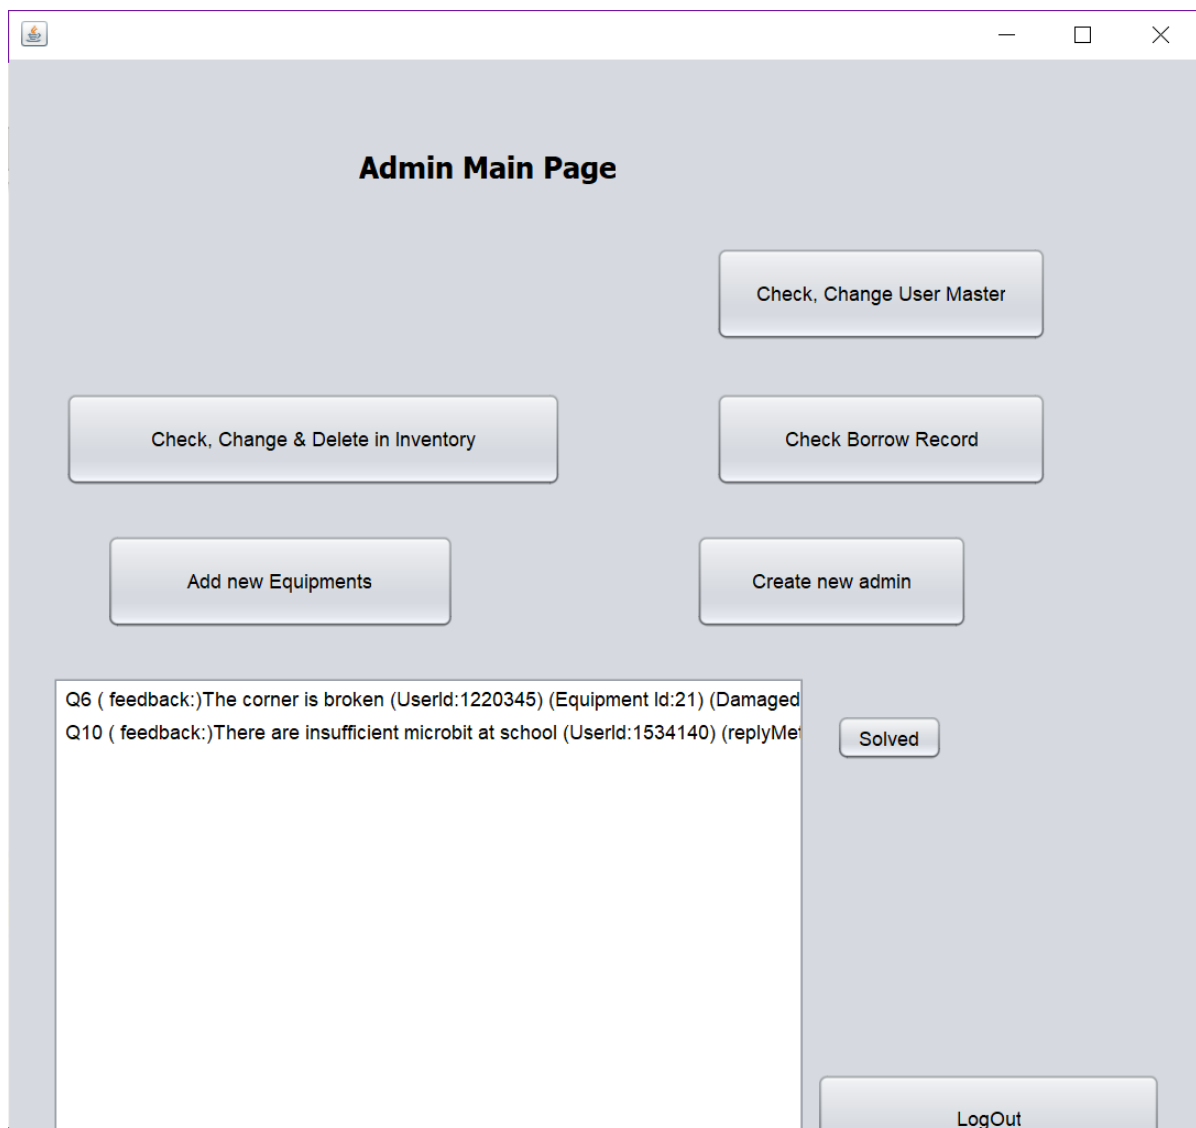 Admin Main Page
Check, Change User Master
Check, Change & Delete in Inventory
Check Borrow Record
Add new Equipments
Create new admin
Q6 ( feedback:)The corner is broken (UserId:1220345) (Equipment Id:21) (Damaged
Q10 ( feedback:)There are insufficient microbit at school (UserId:1534140) (replyMet
Solved
LogOut